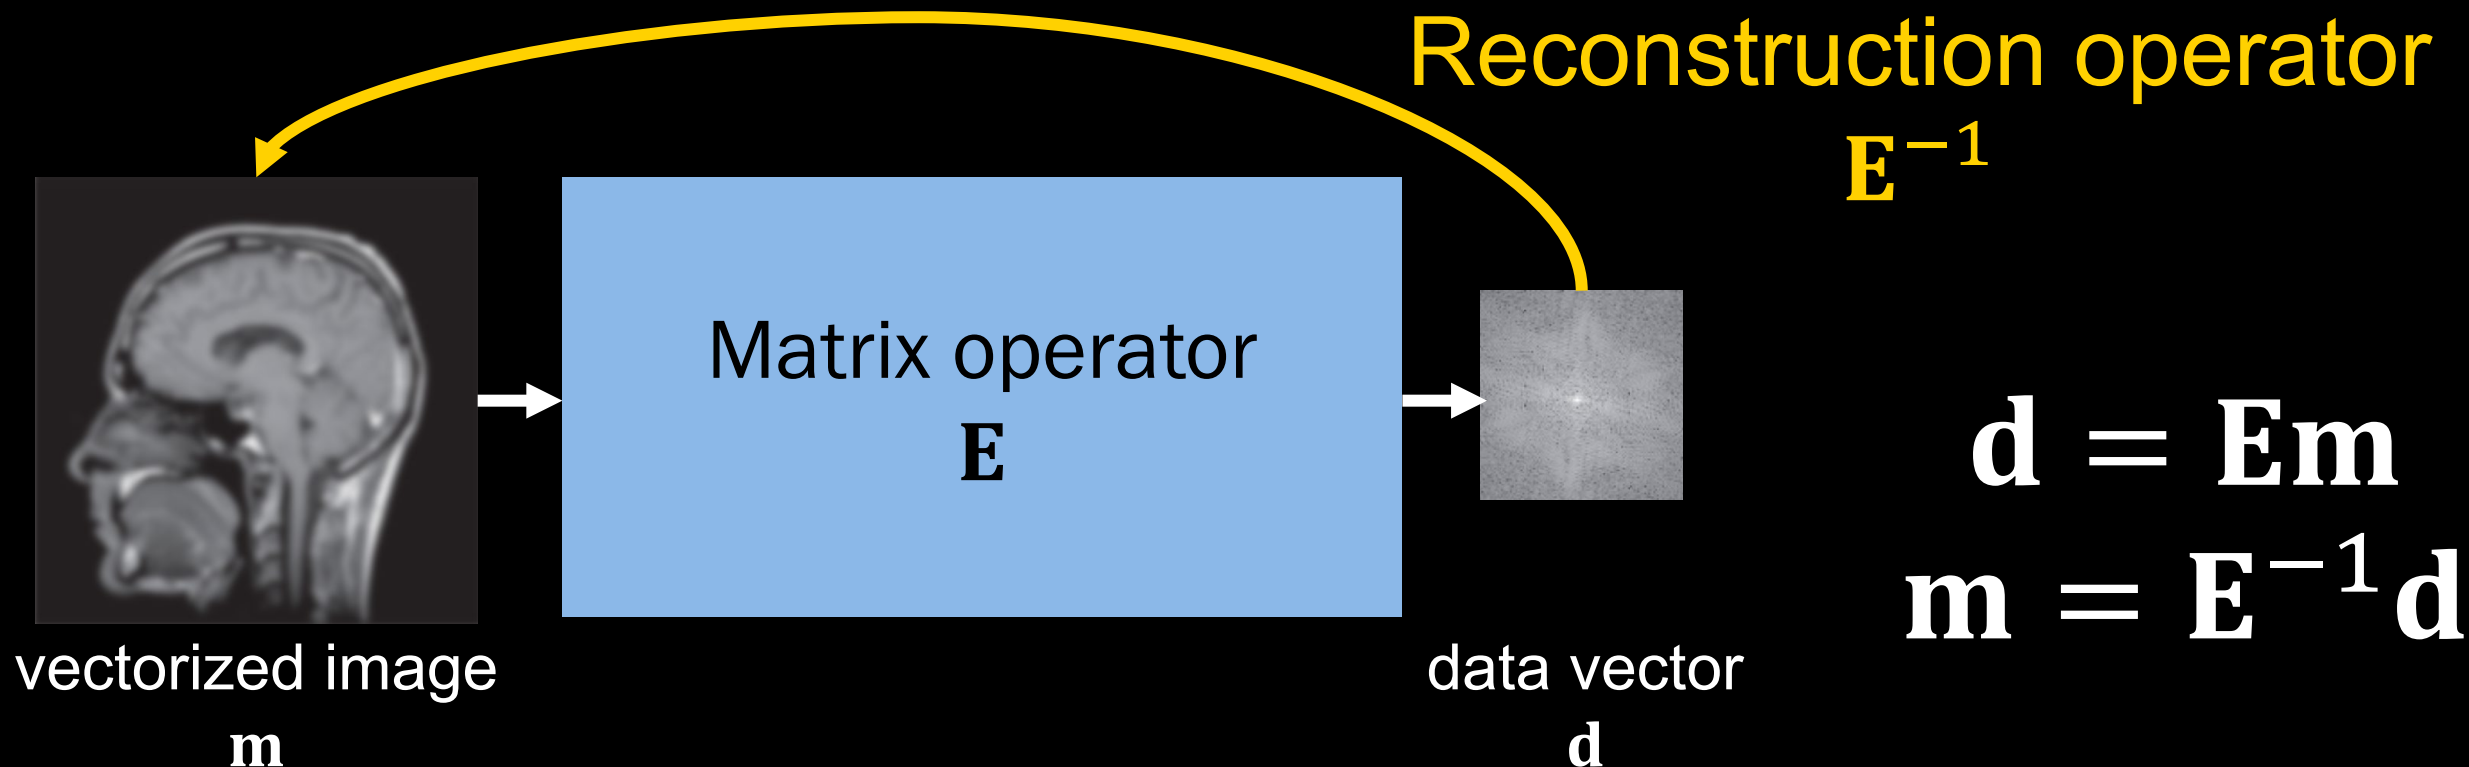 Reconstruction operator
E⁻¹
Matrix operator
E
d = Em
m = E⁻¹d
vectorized image
m
data vector
d